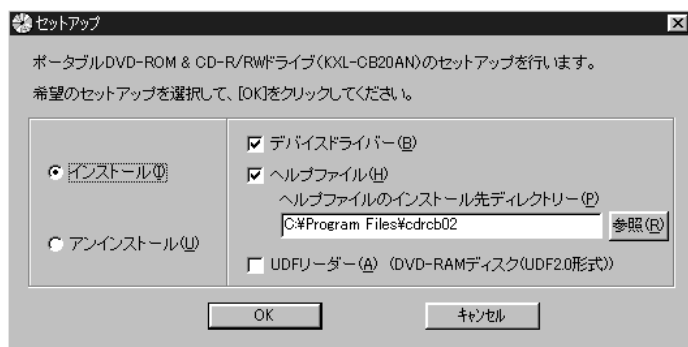 セットアップ
ポータブルDVD-ROM & CD-R/RWドライブ(KXL-CB20AN)のセットアップを行います。
希望のセットアップを選択して、[OK]をクリックしてください。
インストール(I)
アンインストール(U)
デバイスドライバー(B)
ヘルプファイル(H)
ヘルプファイルのインストール先ディレクトリー(P)
C:¥Program Files¥cdrcb02
参照(R)
UDFリーダー(A) (DVD-RAMディスク(UDF2.0形式))
OK
キャンセル